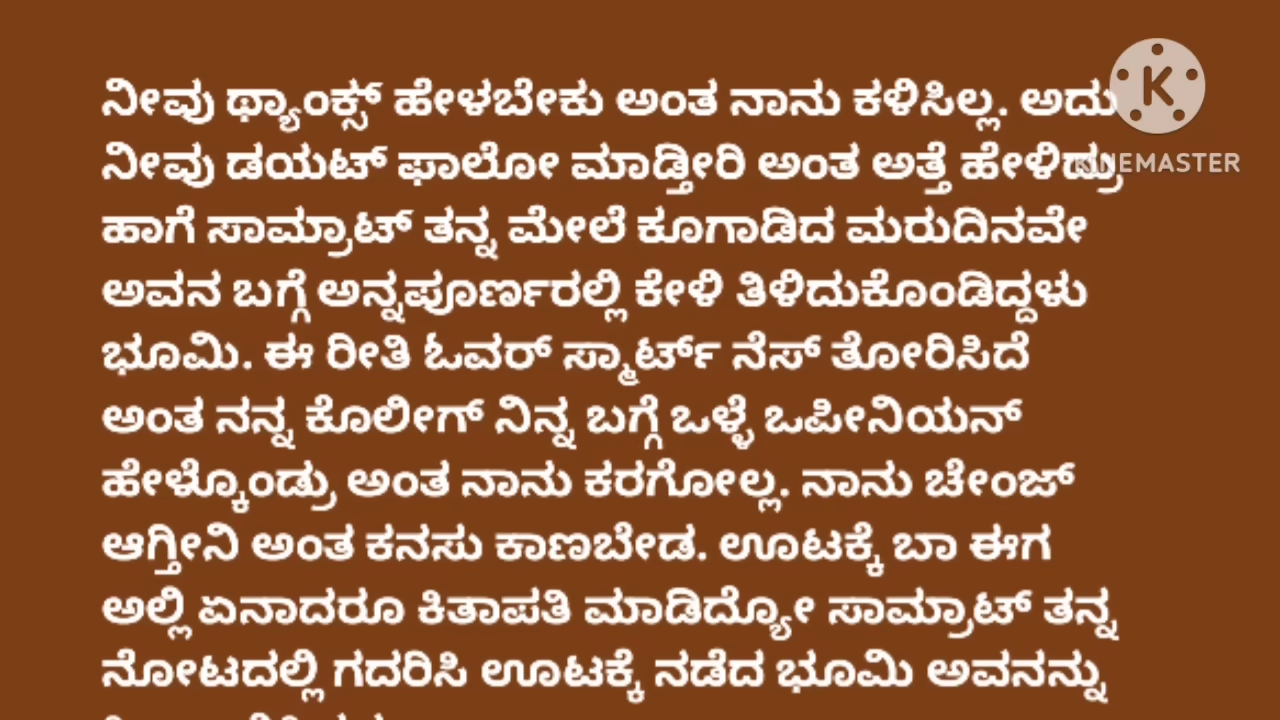 ನೀವು ಥ್ಯಾಂಕ್ಸ್ ಹೇಳಬೇಕು ಅಂತ ನಾನು ಕಳಿಸಿಲ್ಲ. ಅದು
ನೀವು ಡಯಟ್ ಫಾಲೋ ಮಾಡ್ತೀರಿ ಅಂತ ಅತ್ತೆ ಹೇಳಿದ್ರು
KINEMASTER
ಹಾಗೆ ಸಾಮ್ರಾಟ್ ತನ್ನ ಮೇಲೆ ಕೂಗಾಡಿದ ಮರುದಿನವೇ
ಅವನ ಬಗ್ಗೆ ಅನ್ನಪೂರ್ಣರಲ್ಲಿ ಕೇಳಿ ತಿಳಿದುಕೊಂಡಿದ್ದಳು
ಭೂಮಿ. ಈ ರೀತಿ ಓವರ್ ಸ್ಮಾರ್ಟ್ ನೆಸ್ ತೋರಿಸಿದೆ
ಅಂತ ನನ್ನ ಕೊಲೀಗ್ ನಿನ್ನ ಬಗ್ಗೆ ಒಳ್ಳೆ ಒಪೀನಿಯನ್
ಹೇಳ್ಕೊಂಡ್ರು ಅಂತ ನಾನು ಕರಗೋಲ್ಲ. ನಾನು ಚೇಂಜ್
ಆಗ್ತೀನಿ ಅಂತ ಕನಸು ಕಾಣಬೇಡ. ಊಟಕ್ಕೆ ಬಾ ಈಗ
ಅಲ್ಲಿ ಏನಾದರೂ ಕಿತಾಪತಿ ಮಾಡಿದ್ಯೋ ಸಾಮ್ರಾಟ್ ತನ್ನ
ನೋಟದಲ್ಲಿ ಗದರಿಸಿ ಊಟಕ್ಕೆ ನಡೆದ ಭೂಮಿ ಅವನನ್ನು